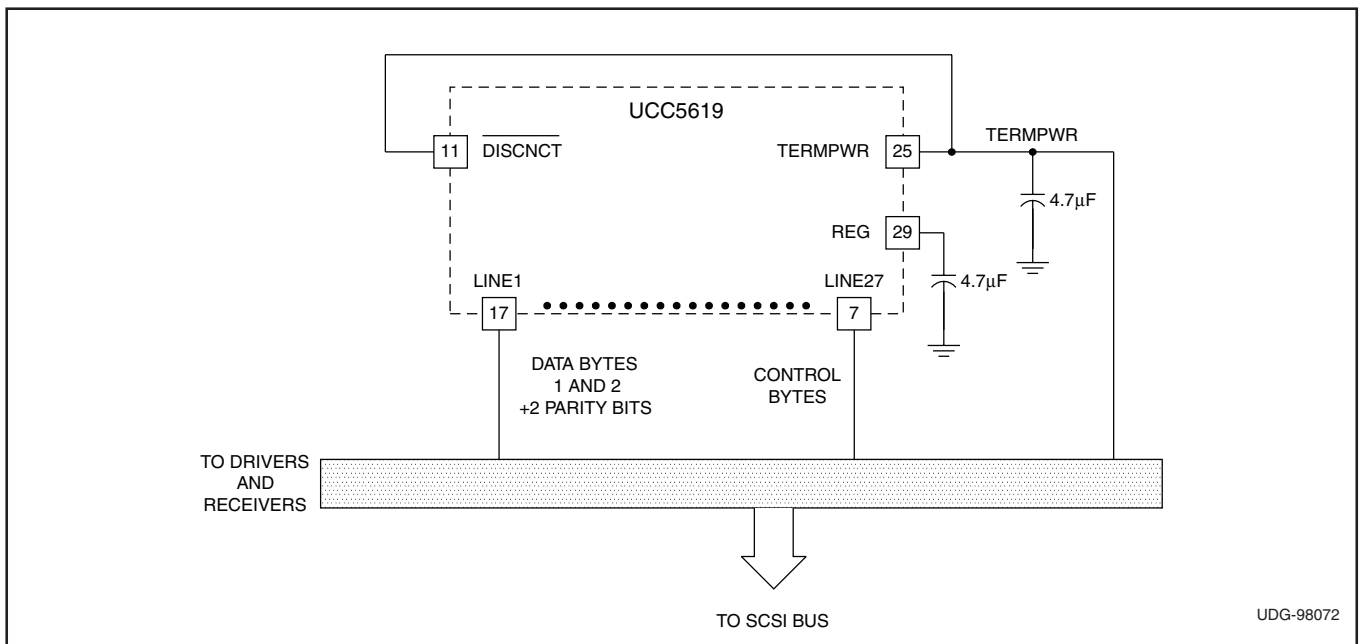 UCC5619
11
DISCNCT
TERMPWR
25
TERMPWR
4.7µF
REG
29
4.7µF
LINE1
LINE27
17
7
DATA BYTES
1 AND 2
+2 PARITY BITS
CONTROL
BYTES
TO DRIVERS
AND
RECEIVERS
TO SCSI BUS
UDG-98072